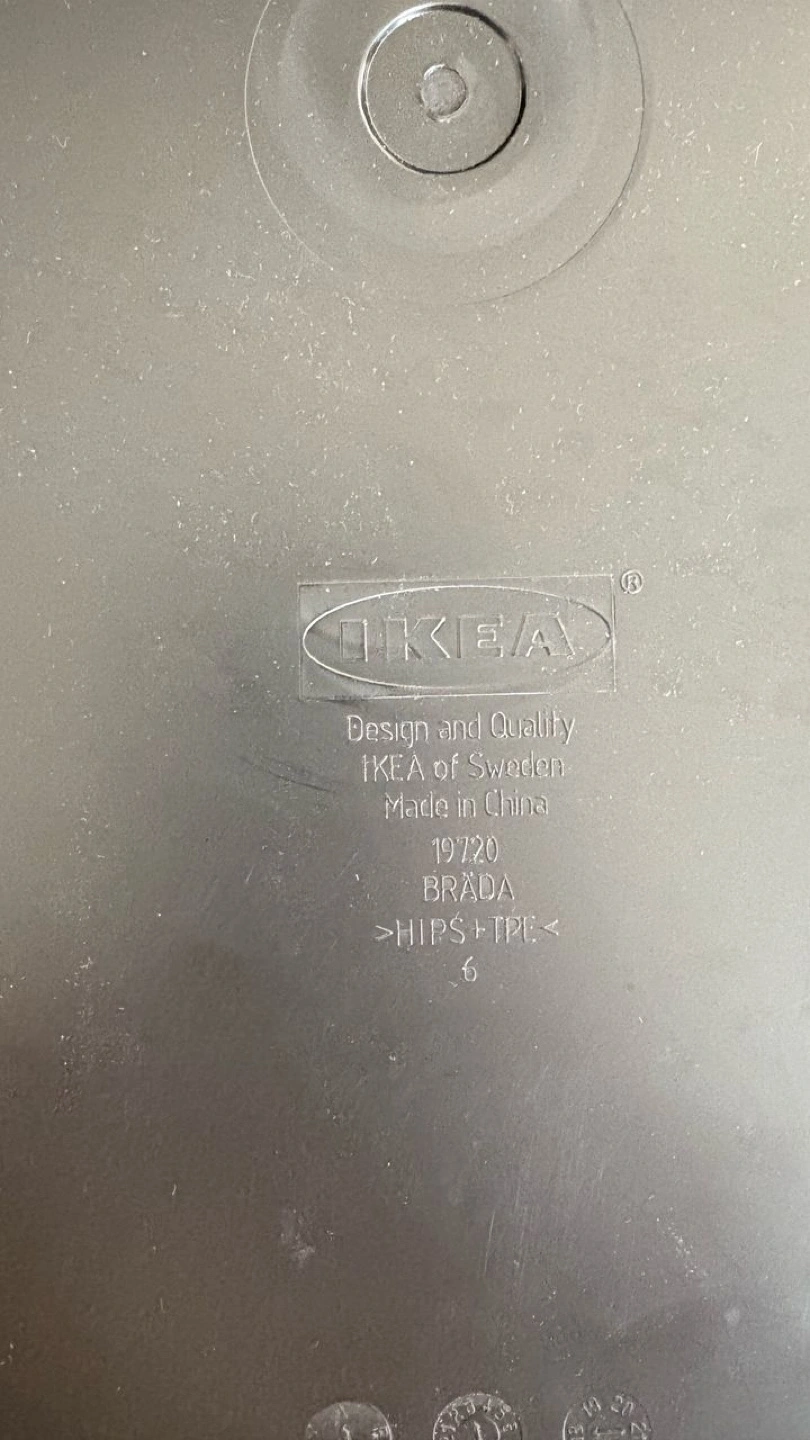 IKEA®
Design and Quality
IKEA of Sweden
Made in China
19720
BRÄDA
>HIPS+TPE<
6